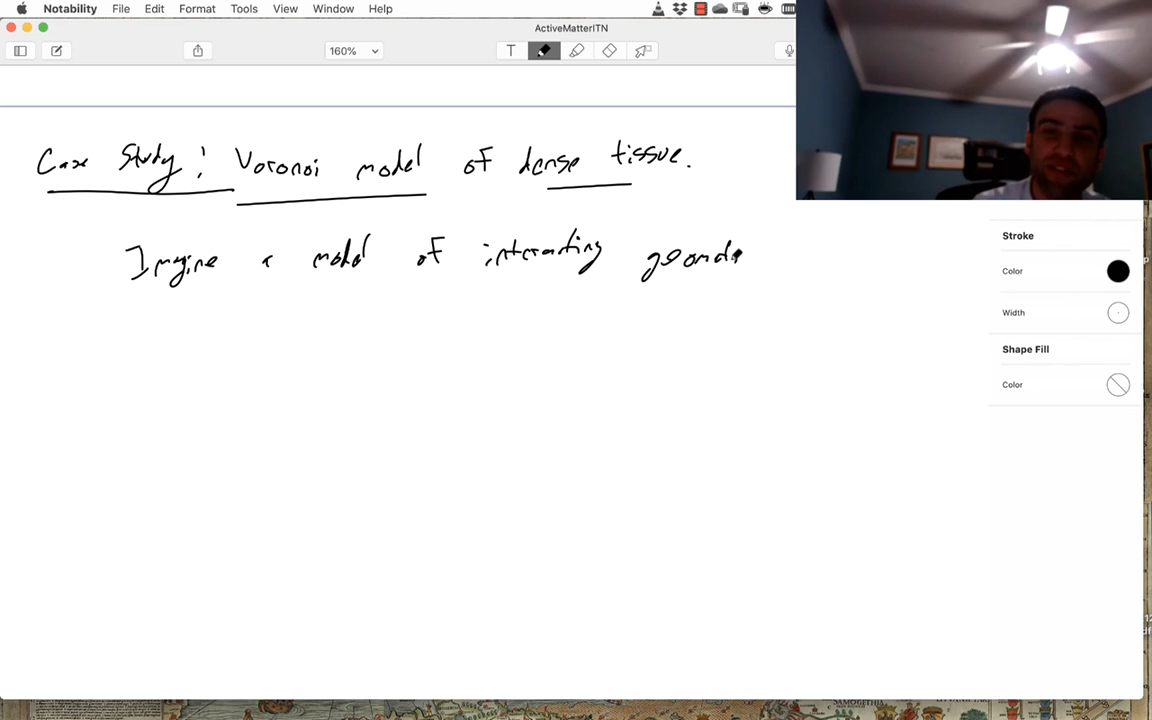 Notability File Edit Format Tools View Window Help
ActiveMatterITN
160%
T
Case Study: Voronoi model of dense tissue.
Imagine a model of interacting geomet
Stroke
Color
Width
Shape Fill
Color